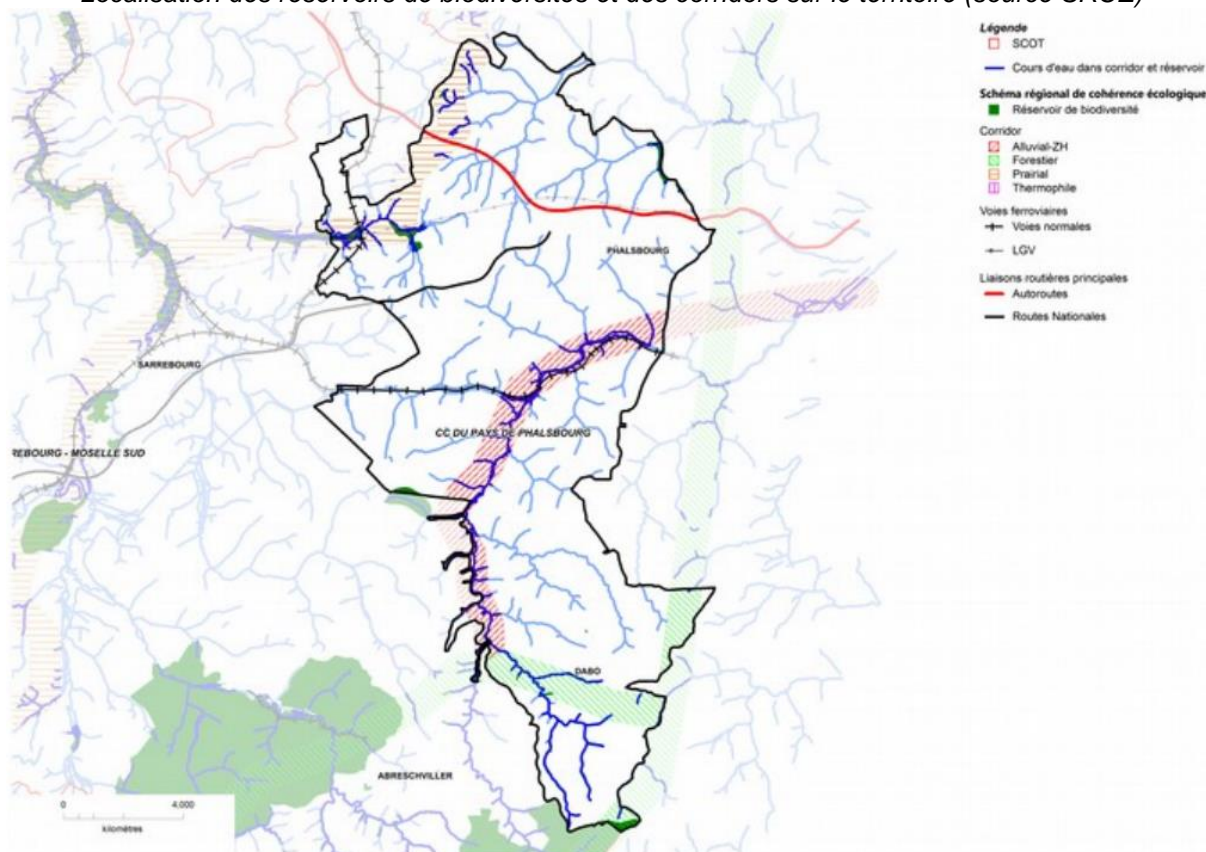 Localisation des réservoirs de biodiversités et des corridors sur le territoire (source SRCE)
Légende
SCOT
Cours d'eau dans corridor et réservoir
Schéma régional de cohérence écologique
Réservoir de biodiversité
Corridor
Alluvial-ZH
Forestier
Prairial
Thermophile
Voies ferroviaires
Voies normales
LGV
Liaisons routières principales
Autoroutes
Routes Nationales
PHALSBOURG
SARREBOURG
CC DU PAYS DE PHALSBOURG
REBOURG - MOSELLE SUD
DABO
ABRESCHVILLER
0 4,000
kilomètres